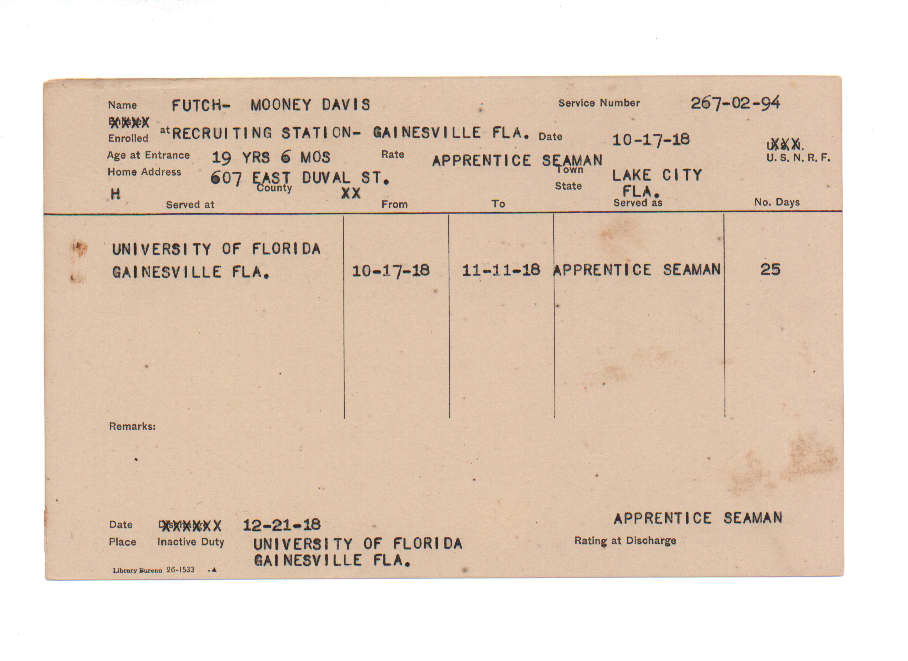 Name FUTCH- MOONEY DAVIS Service Number 267-02-94
Enrolled at RECRUITING STATION- GAINESVILLE FLA. Date 10-17-18
Age at Entrance 19 YRS 6 MOS Rate APPRENTICE SEAMAN U. S. N. R. F.
Home Address 607 EAST DUVAL ST. Town LAKE CITY
H County XX State FLA.
Served at From To Served as No. Days
UNIVERSITY OF FLORIDA
GAINESVILLE FLA. 10-17-18 11-11-18 APPRENTICE SEAMAN 25
Remarks:
Date XXXXXX 12-21-18 APPRENTICE SEAMAN
Place Inactive Duty UNIVERSITY OF FLORIDA Rating at Discharge
GAINESVILLE FLA.
Library Bureau 26-1533